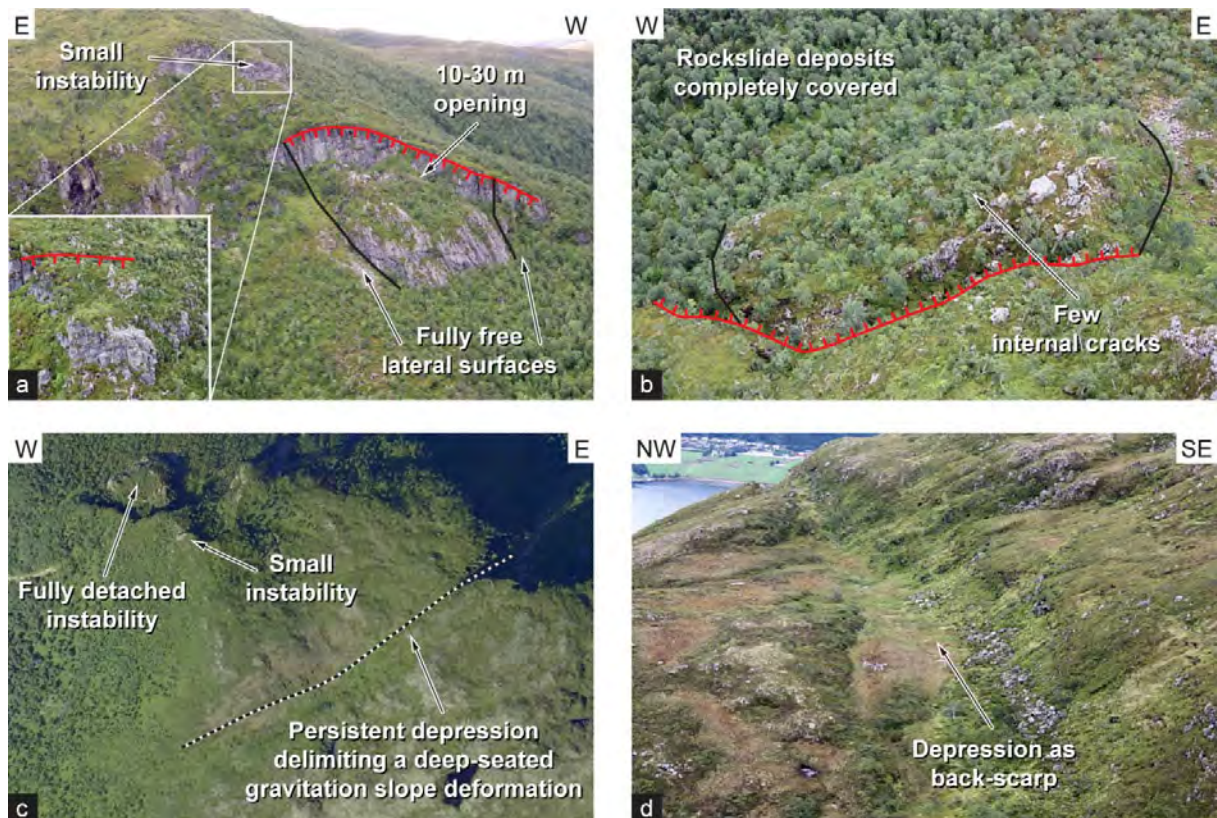 E
W
Small
instability
10-30 m
opening
Fully free
lateral surfaces
a
W
E
Rockslide deposits
completely covered
Few
internal cracks
b
W
E
Fully detached
instability
Small
instability
Persistent depression
delimiting a deep-seated
gravitation slope deformation
c
NW
SE
Depression as
back-scarp
d